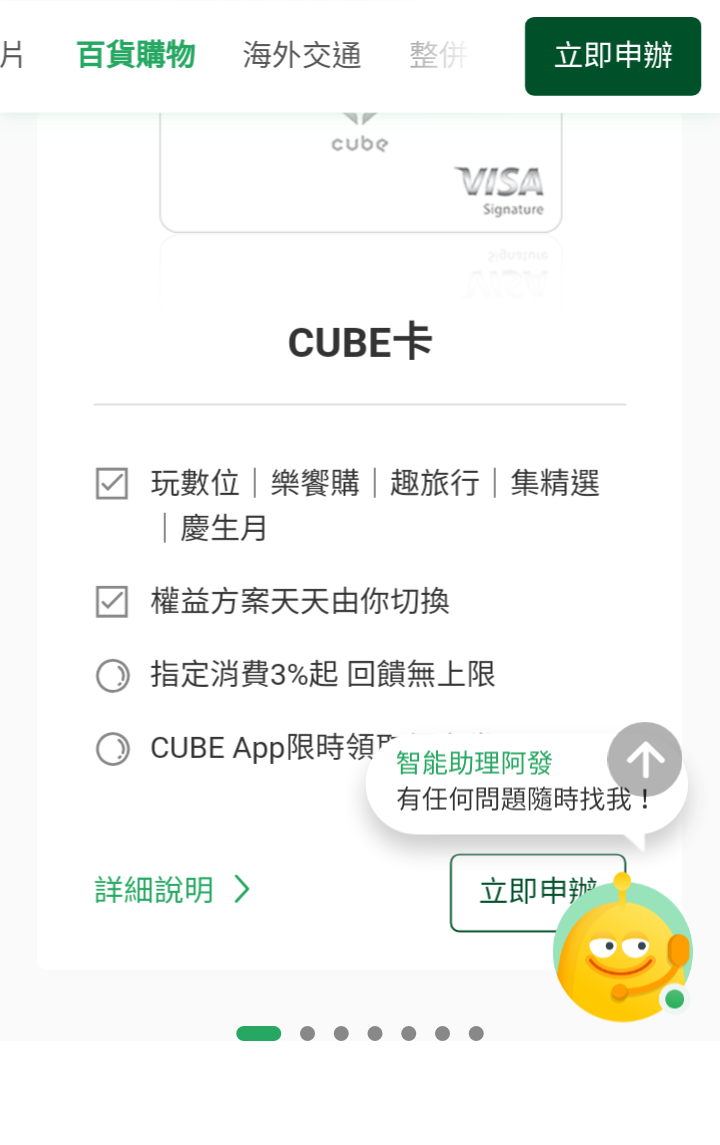 片 百貨購物 海外交通 整併 立即申辦
cube
VISA
Signature
CUBE卡
玩數位｜樂饗購｜趣旅行｜集精選
｜慶生月
權益方案天天由你切換
指定消費3%起 回饋無上限
CUBE App限時領
智能助理阿發
有任何問題隨時找我！
詳細說明
立即申辦